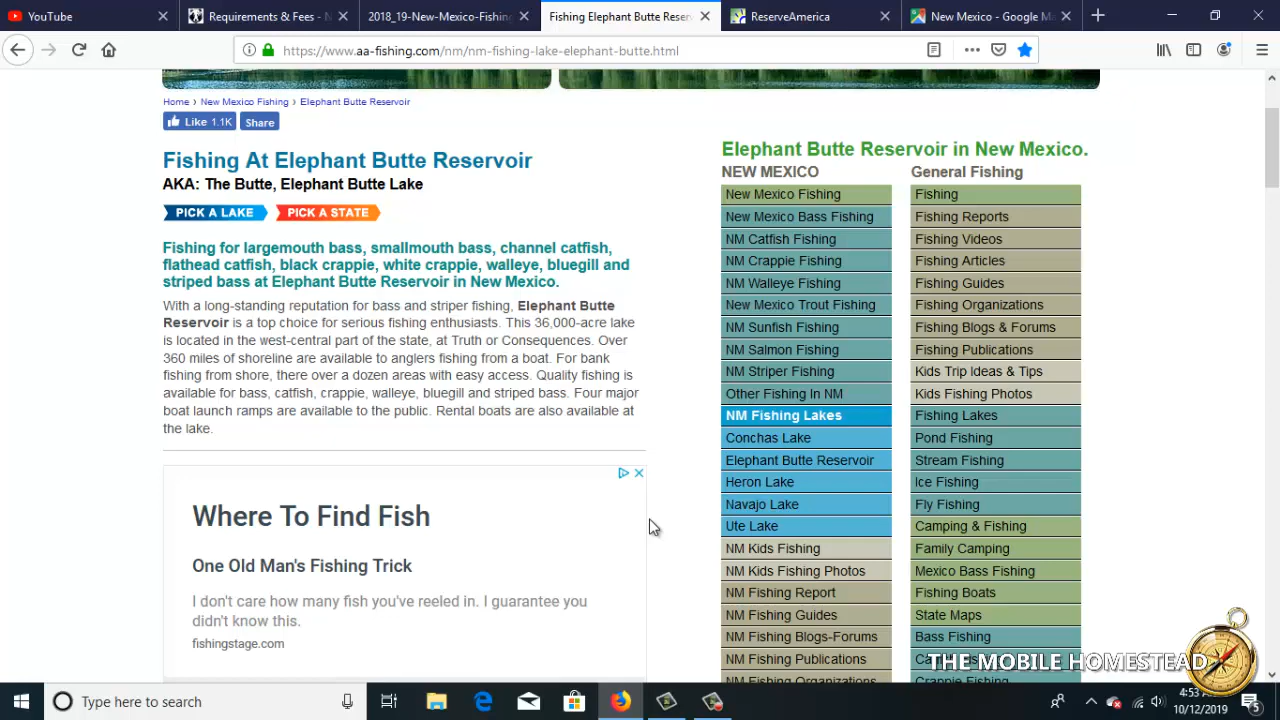 YouTube
Requirements & Fees - N
2018_19-New-Mexico-Fishing
Fishing Elephant Butte Reserv
ReserveAmerica
New Mexico - Google Ma
https://www.aa-fishing.com/nm/nm-fishing-lake-elephant-butte.html
Home › New Mexico Fishing › Elephant Butte Reservoir
Like 1.1K Share
Fishing At Elephant Butte Reservoir
AKA: The Butte, Elephant Butte Lake
PICK A LAKE PICK A STATE
Fishing for largemouth bass, smallmouth bass, channel catfish,
flathead catfish, black crappie, white crappie, walleye, bluegill and
striped bass at Elephant Butte Reservoir in New Mexico.
With a long-standing reputation for bass and striper fishing, Elephant Butte
Reservoir is a top choice for serious fishing enthusiasts. This 36,000-acre lake
is located in the west-central part of the state, at Truth or Consequences. Over
360 miles of shoreline are available to anglers fishing from a boat. For bank
fishing from shore, there over a dozen areas with easy access. Quality fishing is
available for bass, catfish, crappie, walleye, bluegill and striped bass. Four major
boat launch ramps are available to the public. Rental boats are also available at
the lake.
Where To Find Fish
One Old Man's Fishing Trick
I don't care how many fish you've reeled in. I guarantee you
didn't know this.
fishingstage.com
Elephant Butte Reservoir in New Mexico.
NEW MEXICO
New Mexico Fishing
New Mexico Bass Fishing
NM Catfish Fishing
NM Crappie Fishing
NM Walleye Fishing
New Mexico Trout Fishing
NM Sunfish Fishing
NM Salmon Fishing
NM Striper Fishing
Other Fishing In NM
NM Fishing Lakes
Conchas Lake
Elephant Butte Reservoir
Heron Lake
Navajo Lake
Ute Lake
NM Kids Fishing
NM Kids Fishing Photos
NM Fishing Report
NM Fishing Guides
NM Fishing Blogs-Forums
NM Fishing Publications
NM Fishing Organizations
General Fishing
Fishing
Fishing Reports
Fishing Videos
Fishing Articles
Fishing Guides
Fishing Organizations
Fishing Blogs & Forums
Fishing Publications
Kids Trip Ideas & Tips
Kids Fishing Photos
Fishing Lakes
Pond Fishing
Stream Fishing
Ice Fishing
Fly Fishing
Camping & Fishing
Family Camping
Mexico Bass Fishing
Fishing Boats
State Maps
Bass Fishing
Crappie Fishing
THE MOBILE HOMESTEAD
Type here to search
4:53 AM
10/12/2019
5